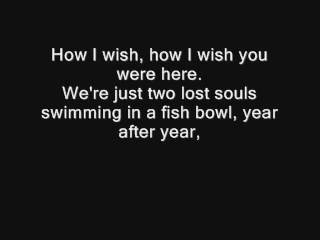 How I wish, how I wish you
were here.
We're just two lost souls
swimming in a fish bowl, year
after year,